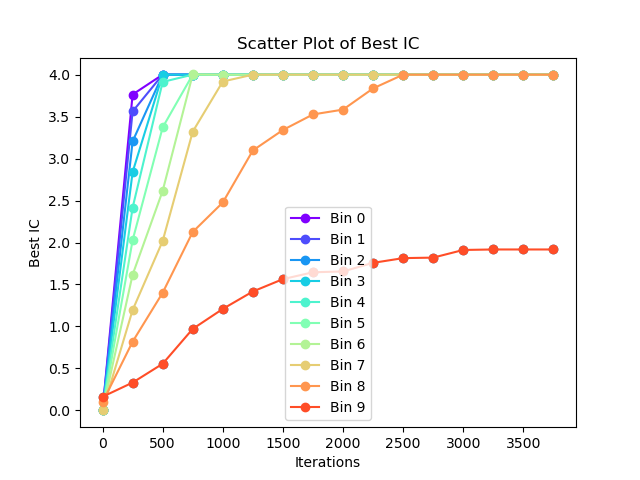 Scatter Plot of Best IC
Best IC
4.0
3.5
3.0
2.5
2.0
1.5
1.0
0.5
0.0
Bin 0
Bin 1
Bin 2
Bin 3
Bin 4
Bin 5
Bin 6
Bin 7
Bin 8
Bin 9
0 500 1000 1500 2000 2500 3000 3500
Iterations